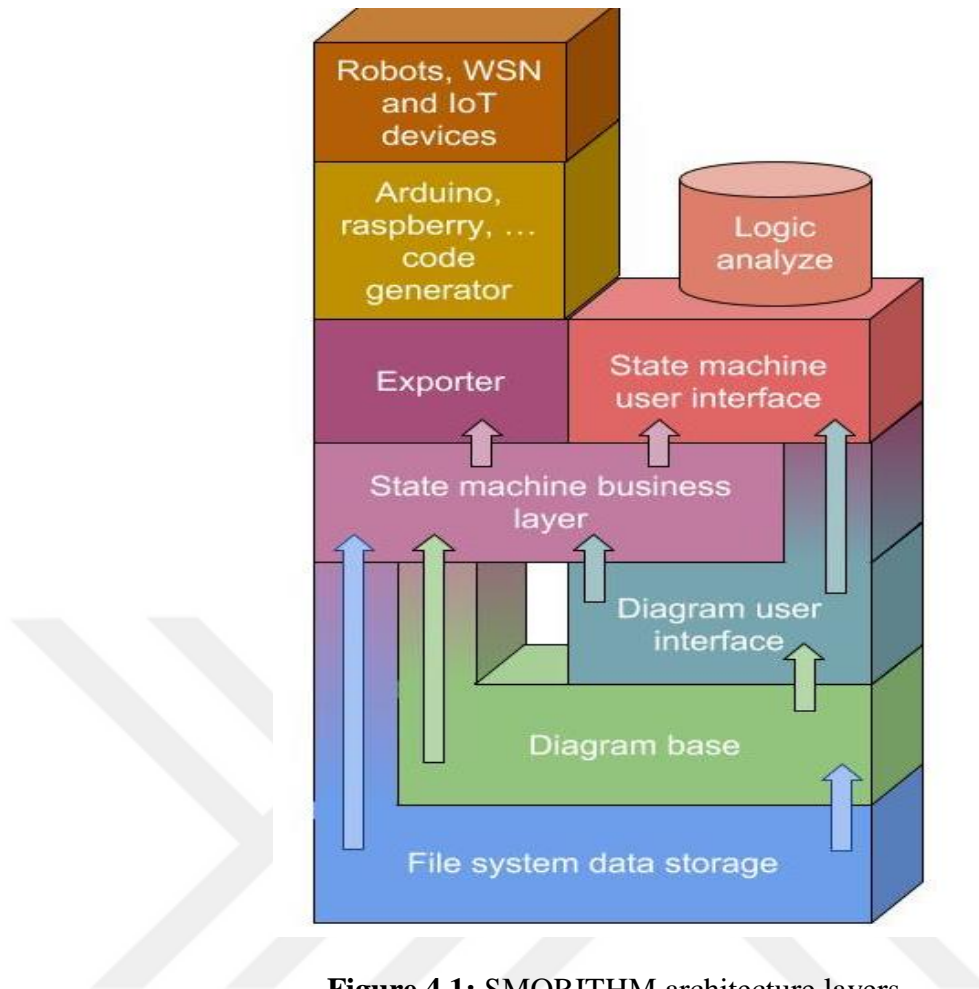 Robots, WSN
and IoT
devices
Arduino,
raspberry, ...
code
generator
Logic
analyze
Exporter
State machine
user interface
State machine business
layer
Diagram user
interface
Diagram base
File system data storage
Figure 4.1: SMORITHM architecture layers